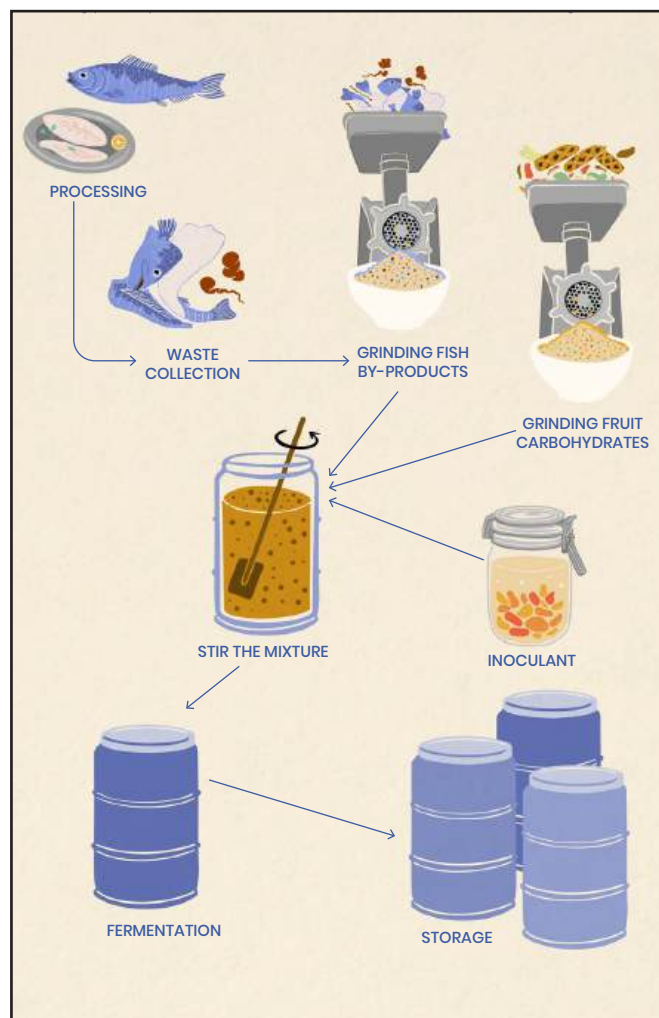 PROCESSING
WASTE
COLLECTION
GRINDING FISH
BY-PRODUCTS
GRINDING FRUIT
CARBOHYDRATES
STIR THE MIXTURE
INOCULANT
FERMENTATION
STORAGE